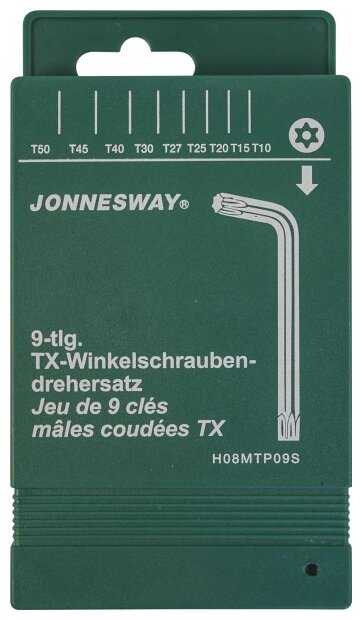 T50 T45 T40 T30 T27 T25 T20 T15 T10
JONNESWAY®
9-tlg.
TX-Winkelschrauben-
drehersatz
Jeu de 9 clés
mâles coudées TX
H08MTP09S